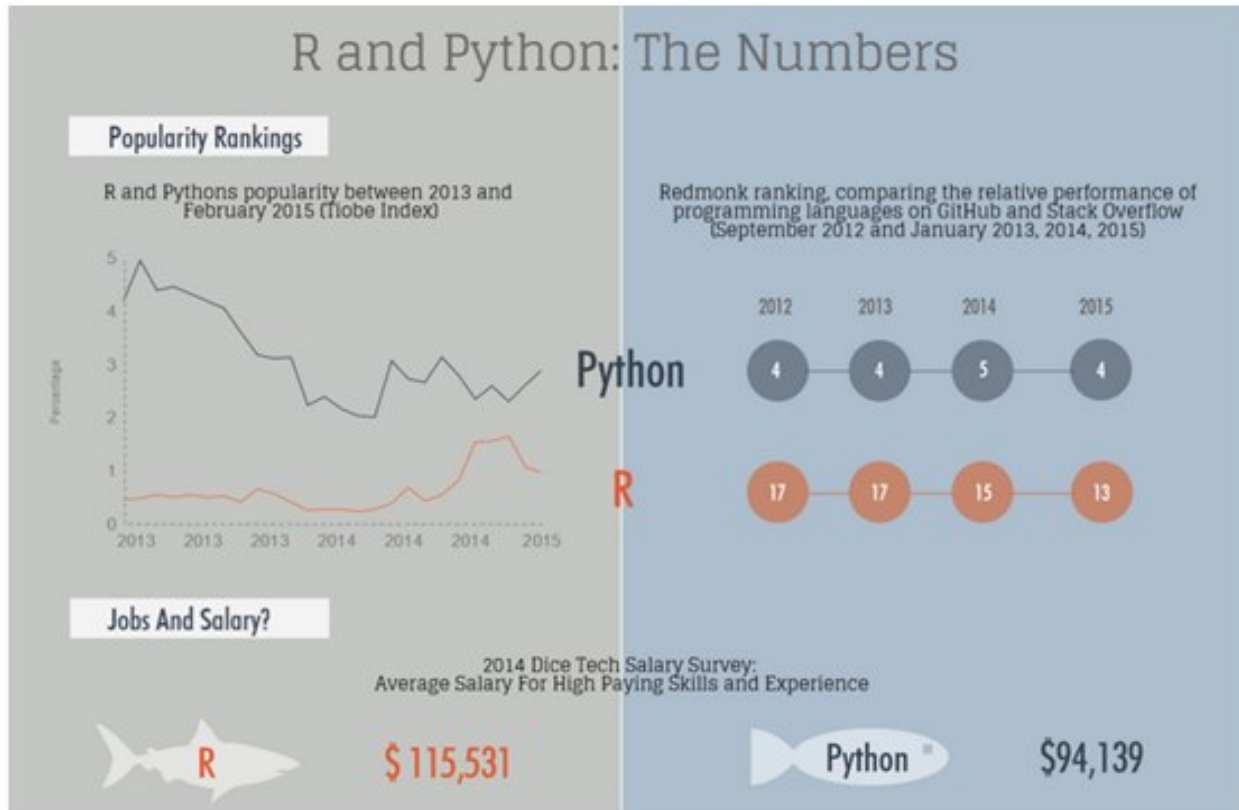 R and Python: The Numbers
Popularity Rankings
R and Pythons popularity between 2013 and
February 2015 (Tiobe Index)
5
4
3
2
1
0
Percentage
2013 2013 2013 2014 2014 2014 2015
Redmonk ranking, comparing the relative performance of
programming languages on GitHub and Stack Overflow
(September 2012 and January 2013, 2014, 2015)
2012 2013 2014 2015
Python
4 4 5 4
R
17 17 15 13
Jobs And Salary?
2014 Dice Tech Salary Survey:
Average Salary For High Paying Skills and Experience
R $ 115,531
Python $94,139